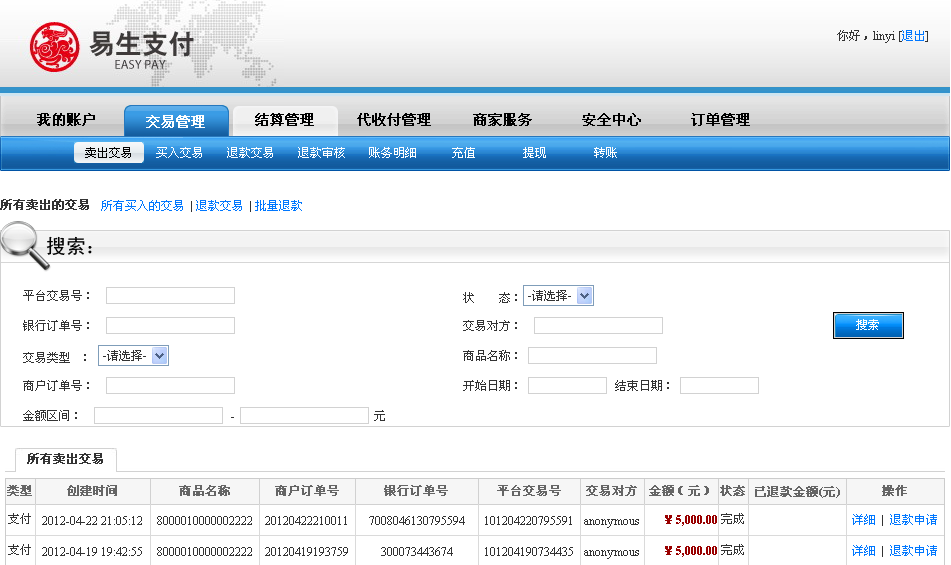 易生支付
EASY PAY
你好，linyi [退出]
我的账户 交易管理 结算管理 代收付管理 商家服务 安全中心 订单管理
卖出交易 买入交易 退款交易 退款审核 账务明细 充值 提现 转账
所有卖出的交易 所有买入的交易 | 退款交易 | 批量退款
搜索：
平台交易号： 状 态： -请选择-
银行订单号： 交易对方： 搜索
交易类型 ： -请选择- 商品名称：
商户订单号： 开始日期： 结束日期：
金额区间： - 元
所有卖出交易
类型 创建时间 商品名称 商户订单号 银行订单号 平台交易号 交易对方 金额（元） 状态 已退款金额(元) 操作
支付 2012-04-22 21:05:12 8000010000002222 20120422210011 7008046130795594 101204220795591 anonymous ¥ 5,000.00 完成 详细 | 退款申请
支付 2012-04-19 19:42:55 8000010000002222 20120419193759 300073443674 101204190734435 anonymous ¥ 5,000.00 完成 详细 | 退款申请